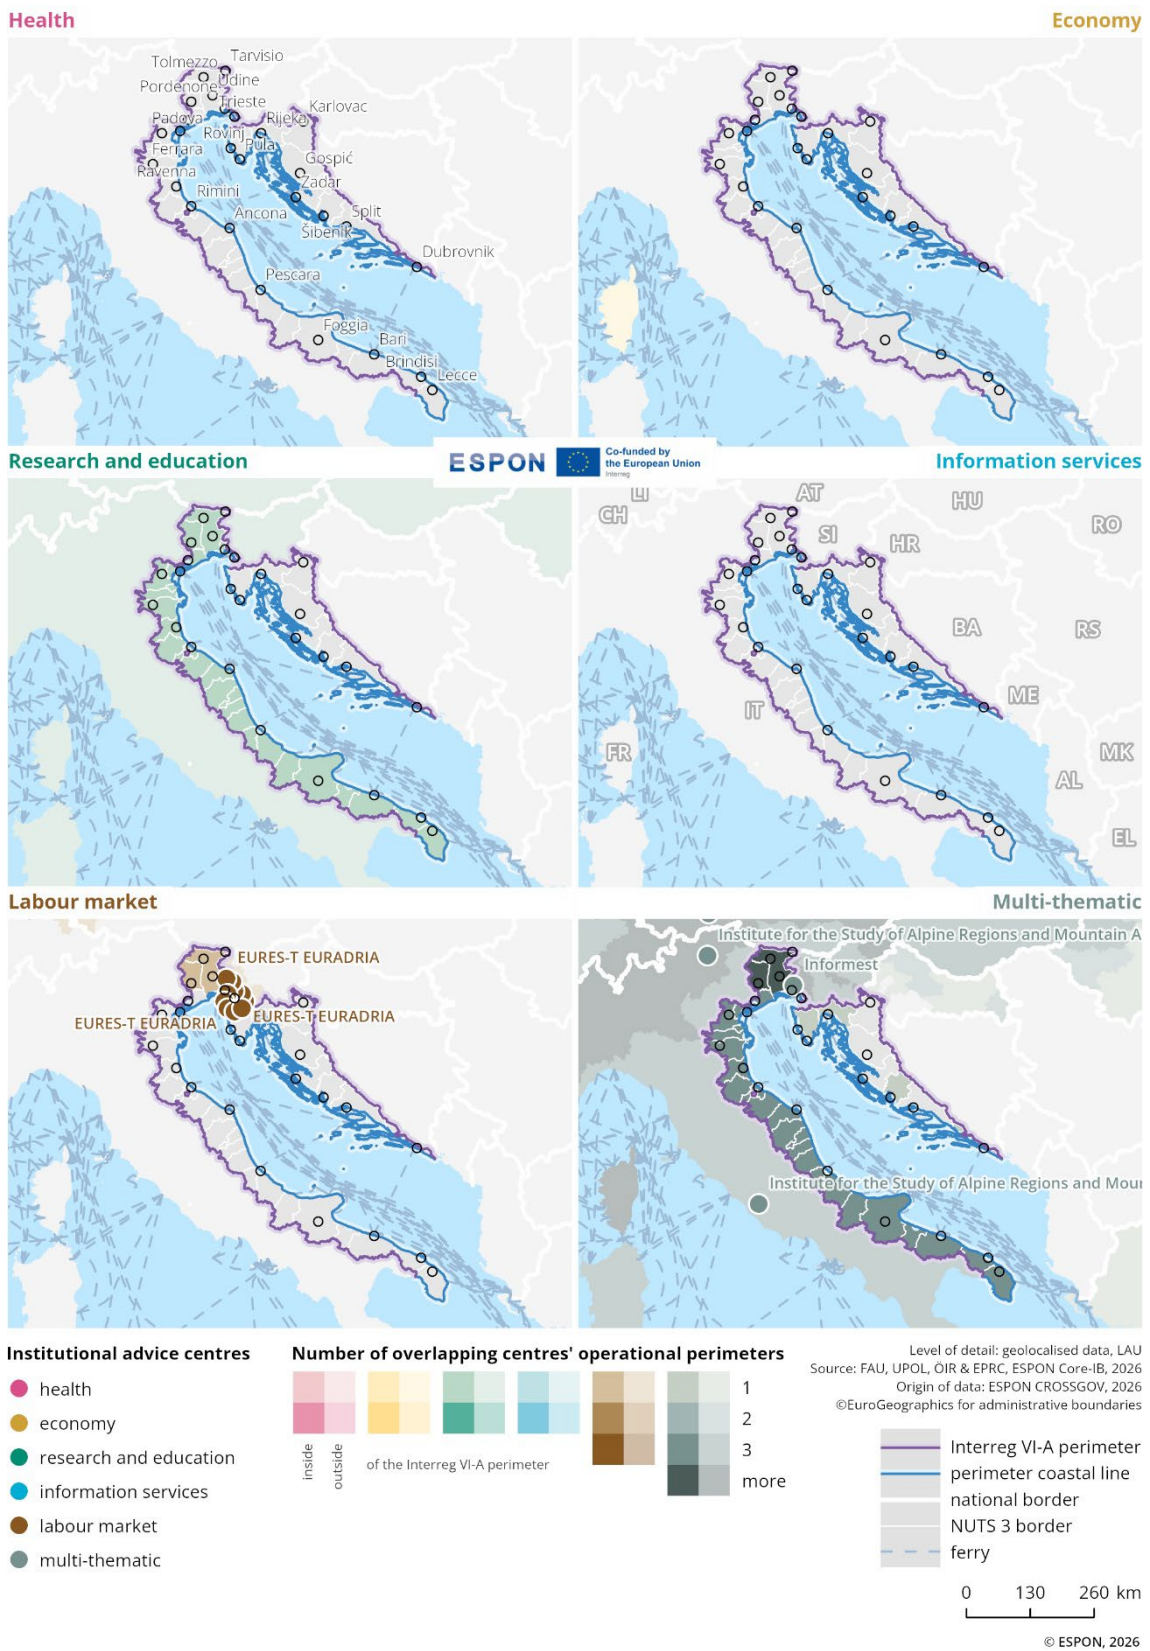 Health
Economy
Tolmezzo
Tarvisio
Pordenone
Udine
Trieste
Padova
Rovinj
Rijeka
Karlovac
Ferrara
Pula
Ravenna
Gospić
Rimini
Zadar
Ancona
Split
Šibenik
Dubrovnik
Pescara
Foggia
Bari
Brindisi
Lecce
Research and education
ESPON
Co-funded by
the European Union
Interreg
Information services
LI
AT
HU
CH
SI
HR
RO
BA
RS
IT
ME
FR
MK
AL
EL
Labour market
Multi-thematic
EURES-T EURADRIA
EURES-T EURADRIA
EURES-T EURADRIA
Institute for the Study of Alpine Regions and Mountain A
Informest
Institute for the Study of Alpine Regions and Mour
Institutional advice centres
health
economy
research and education
information services
labour market
multi-thematic
Number of overlapping centres' operational perimeters
1
2
3
more
inside
outside
of the Interreg VI-A perimeter
Level of detail: geolocalised data, LAU
Source: FAU, UPOL, ÖIR & EPRC, ESPON Core-IB, 2026
Origin of data: ESPON CROSSGOV, 2026
©EuroGeographics for administrative boundaries
Interreg VI-A perimeter
perimeter coastal line
national border
NUTS 3 border
ferry
0 130 260 km
© ESPON, 2026